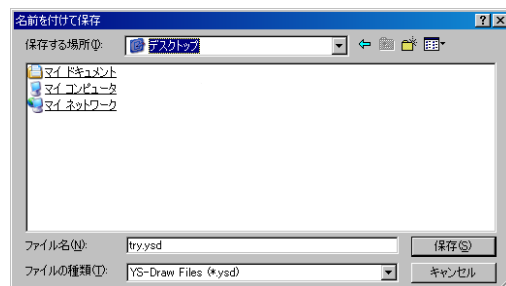 名前を付けて保存
保存する場所(I): デスクトップ
マイ ドキュメント
マイ コンピュータ
マイ ネットワーク
ファイル名(N): try.ysd 保存(S)
ファイルの種類(T): YS-Draw Files (*.ysd) キャンセル